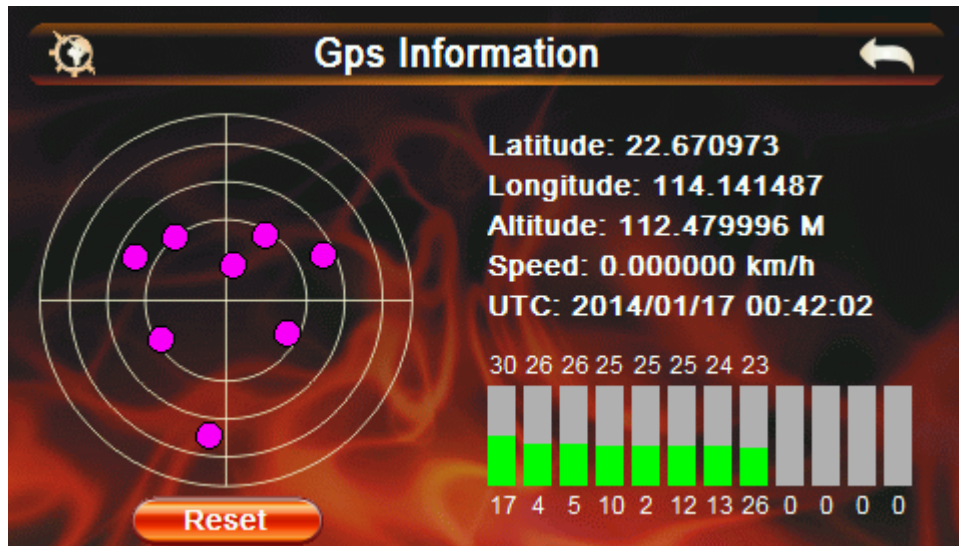 Gps Information
Latitude: 22.670973
Longitude: 114.141487
Altitude: 112.479996 M
Speed: 0.000000 km/h
UTC: 2014/01/17 00:42:02
30 26 26 25 25 25 24 23
17 4 5 10 2 12 13 26 0 0 0 0
Reset